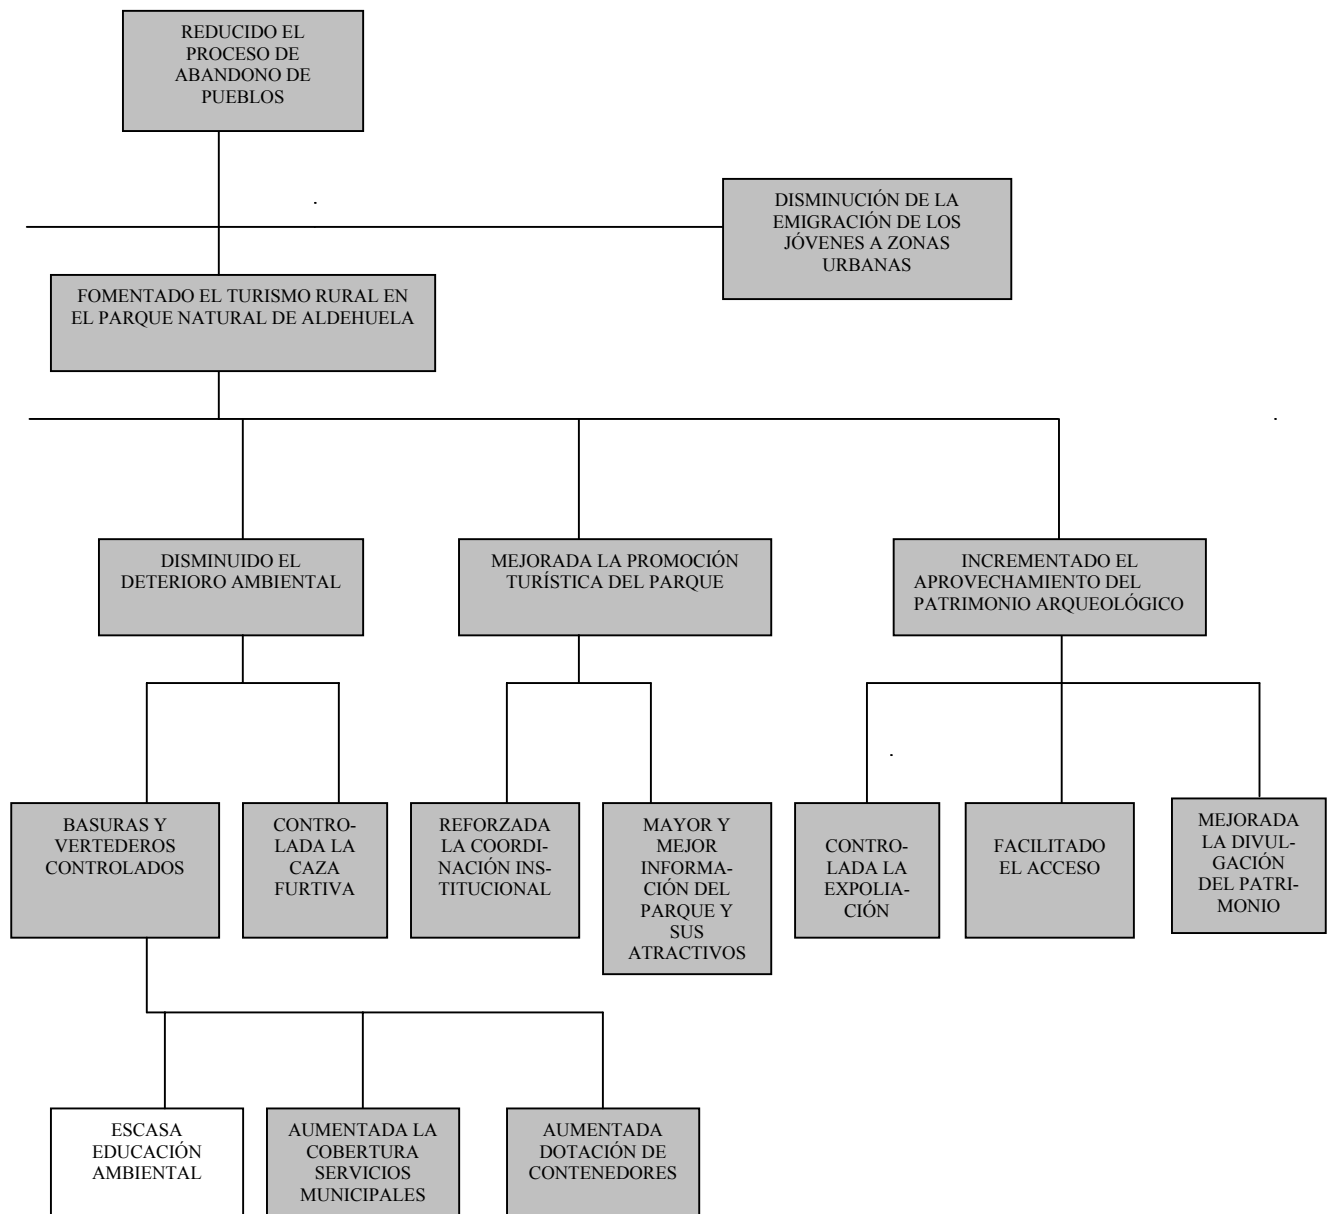 REDUCIDO EL
PROCESO DE
ABANDONO DE
PUEBLOS
DISMINUCIÓN DE LA
EMIGRACIÓN DE LOS
JÓVENES A ZONAS
URBANAS
FOMENTADO EL TURISMO RURAL EN
EL PARQUE NATURAL DE ALDEHUELA
DISMINUIDO EL
DETERIORO AMBIENTAL
MEJORADA LA PROMOCIÓN
TURÍSTICA DEL PARQUE
INCREMENTADO EL
APROVECHAMIENTO DEL
PATRIMONIO ARQUEOLÓGICO
BASURAS Y
VERTEDEROS
CONTROLADOS
CONTRO-
LADA LA
CAZA
FURTIVA
REFORZADA
LA COORDI-
NACIÓN INS-
TITUCIONAL
MAYOR Y
MEJOR
INFORMA-
CIÓN DEL
PARQUE Y
SUS
ATRACTIVOS
CONTRO-
LADA LA
EXPOLIA-
CIÓN
FACILITADO
EL ACCESO
MEJORADA
LA DIVUL-
GACIÓN
DEL PATRI-
MONIO
ESCASA
EDUCACIÓN
AMBIENTAL
AUMENTADA LA
COBERTURA
SERVICIOS
MUNICIPALES
AUMENTADA
DOTACIÓN DE
CONTENEDORES